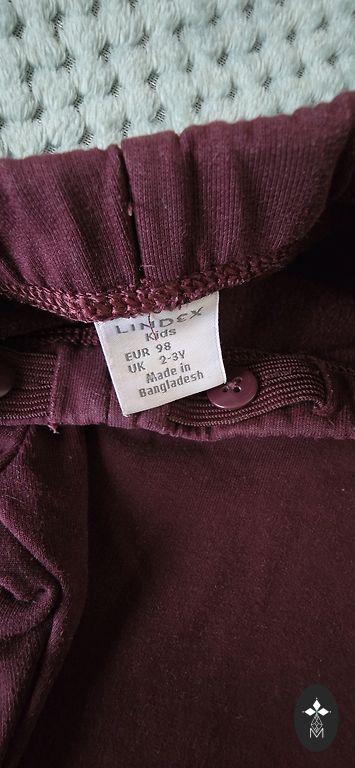 LINDEX
Kids
EUR 98
UK 2-3Y
Made in
Bangladesh
M